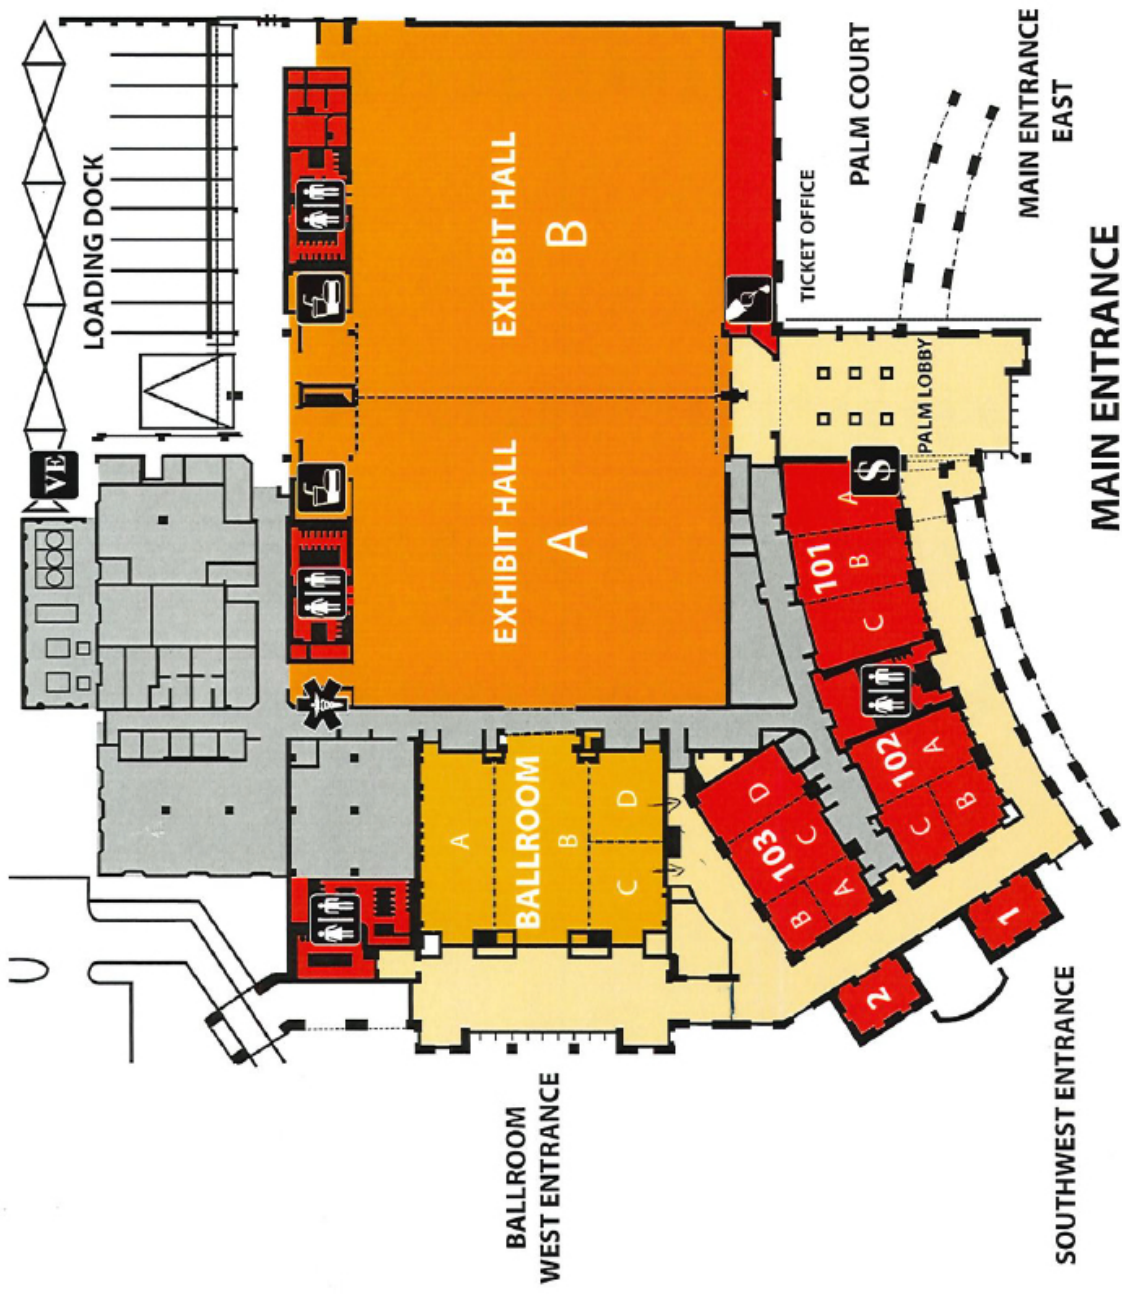 LOADING DOCK
VE
EXHIBIT HALL
B
EXHIBIT HALL
A
TICKET OFFICE
PALM COURT
MAIN ENTRANCE
EAST
PALM LOBBY
$
MAIN ENTRANCE
101
A
B
C
102
A
B
C
103
D
C
A
B
BALLROOM
A
B
C
D
1
2
BALLROOM
WEST ENTRANCE
SOUTHWEST ENTRANCE